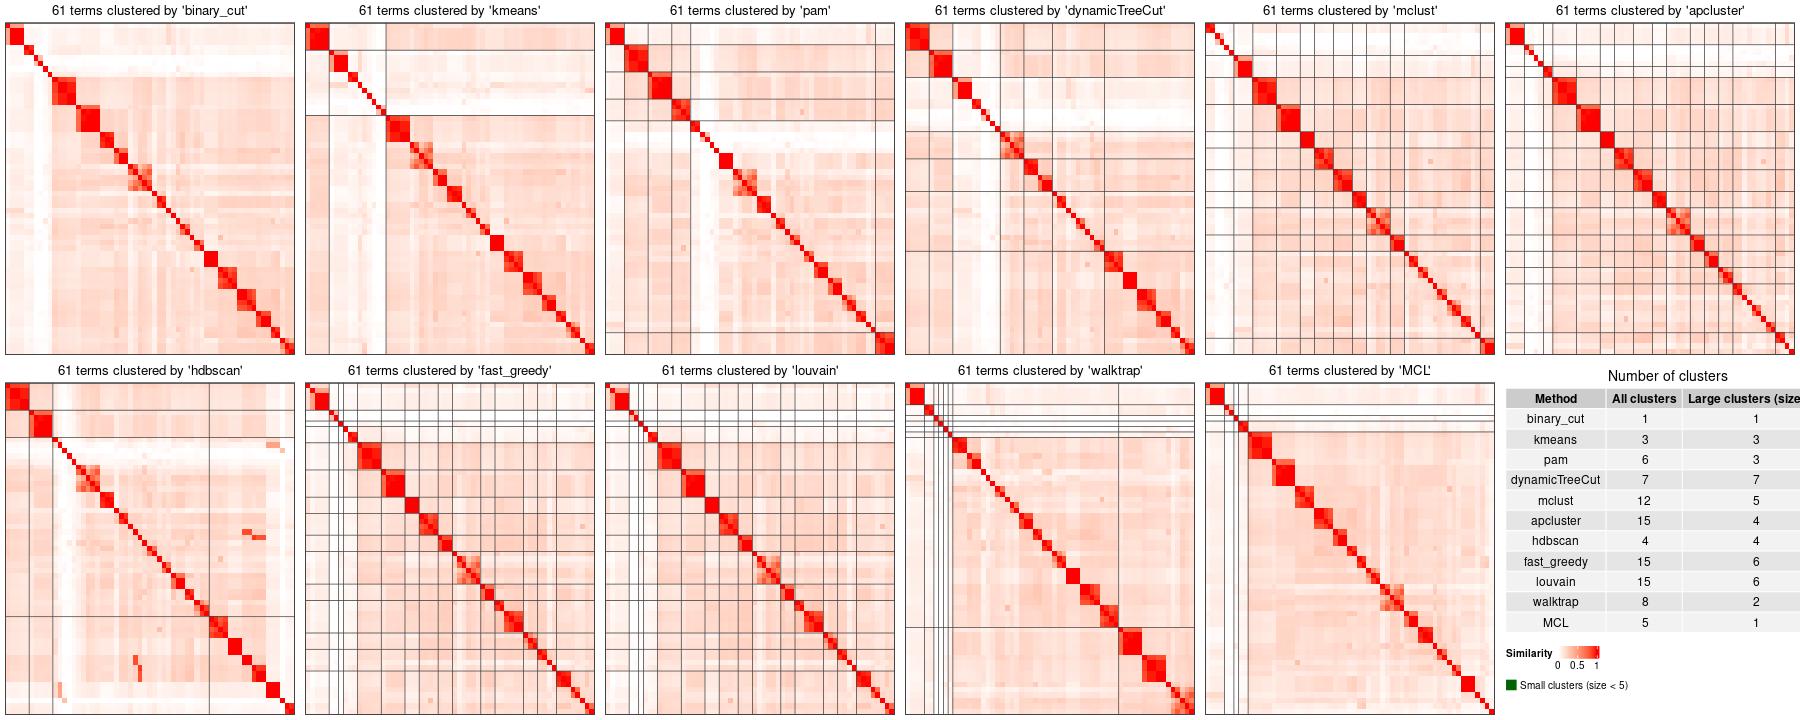 61 terms clustered by 'binary_cut'
61 terms clustered by 'kmeans'
61 terms clustered by 'pam'
61 terms clustered by 'dynamicTreeCut'
61 terms clustered by 'mclust'
61 terms clustered by 'apcluster'
61 terms clustered by 'hdbscan'
61 terms clustered by 'fast_greedy'
61 terms clustered by 'louvain'
61 terms clustered by 'walktrap'
61 terms clustered by 'MCL'
Number of clusters
Method All clusters Large clusters (size
binary_cut 1 1
kmeans 3 3
pam 6 3
dynamicTreeCut 7 7
mclust 12 5
apcluster 15 4
hdbscan 4 4
fast_greedy 15 6
louvain 15 6
walktrap 8 2
MCL 5 1
Similarity
0 0.5 1
Small clusters (size < 5)